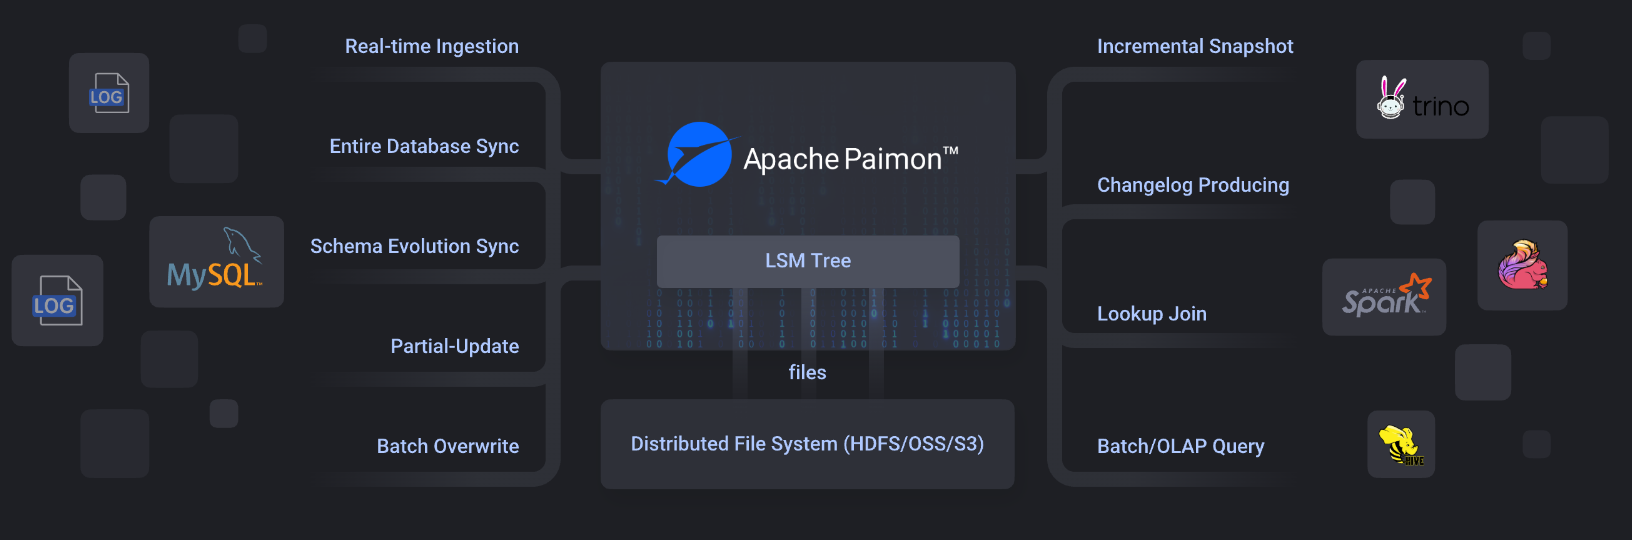 Real-time Ingestion
Entire Database Sync
Schema Evolution Sync
Partial-Update
Batch Overwrite
LOG
MySQL™
LOG
Apache Paimon™
LSM Tree
files
Distributed File System (HDFS/OSS/S3)
Incremental Snapshot
Changelog Producing
Lookup Join
Batch/OLAP Query
trino
APACHE
Spark™
HIVE